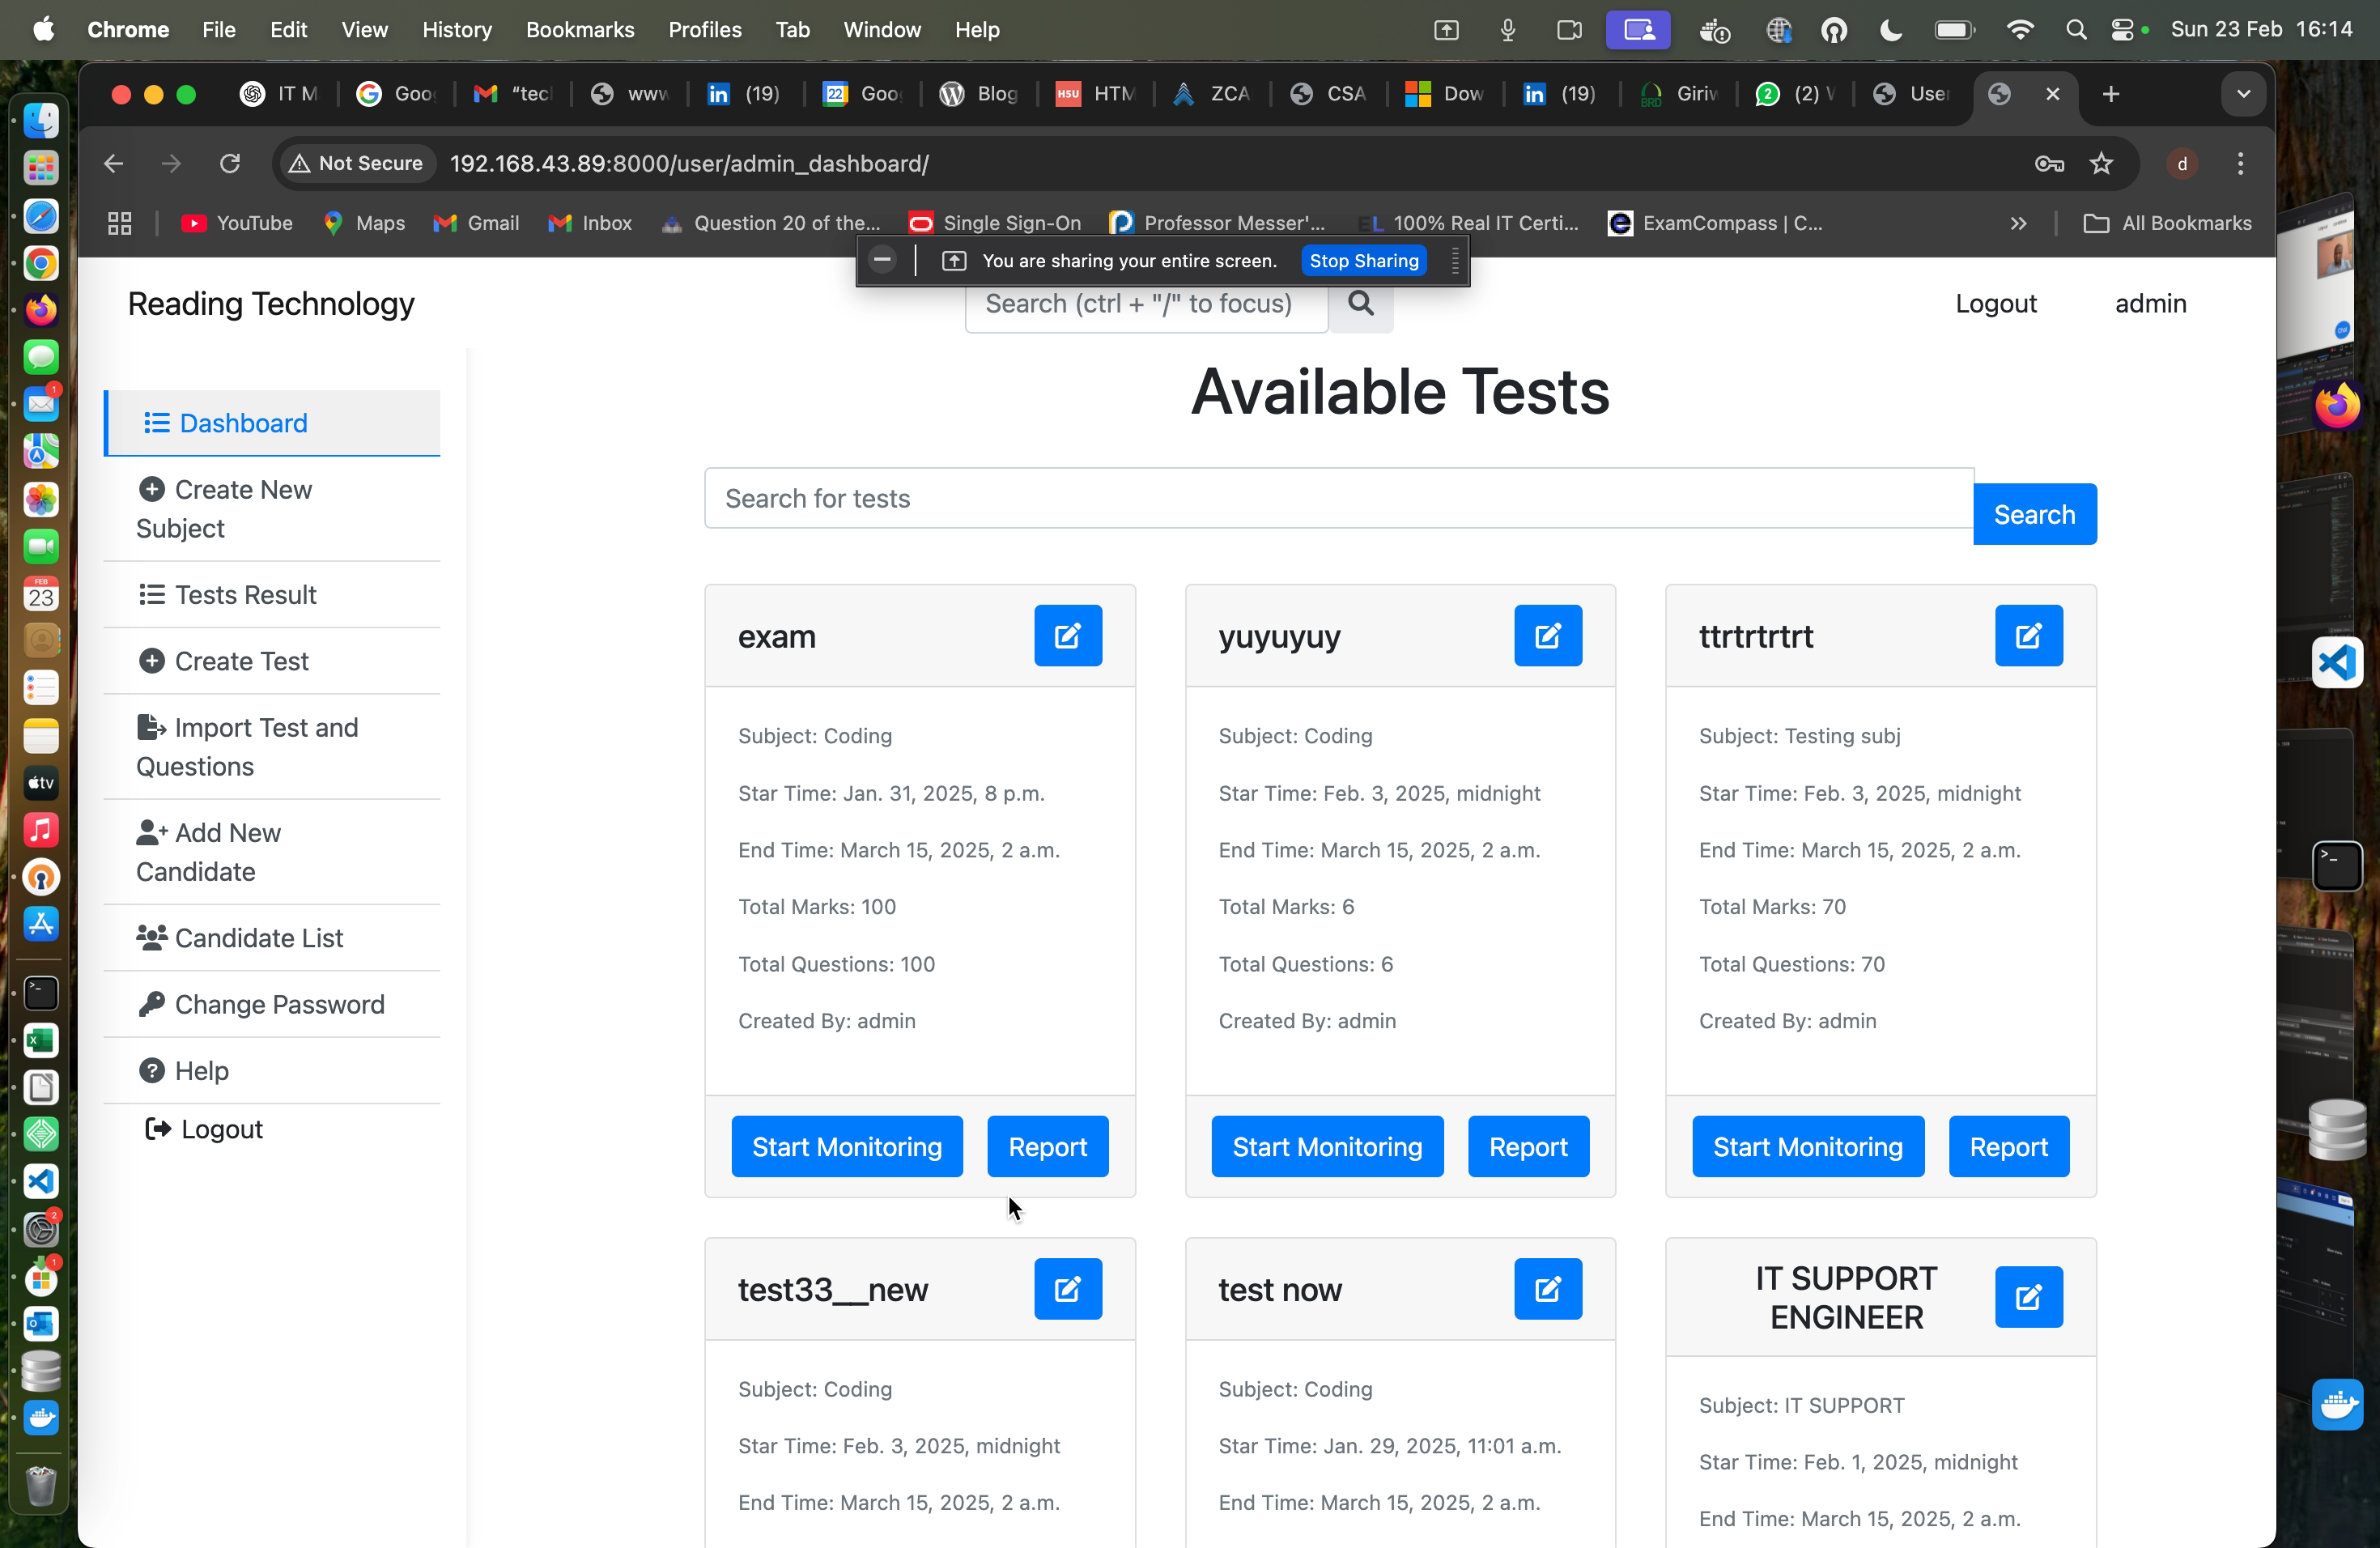 Chrome File Edit View History Bookmarks Profiles Tab Window Help Sun 23 Feb 16:14
IT M Goo "tec www (19) 22 Goo Blog H5U HTM ZCA CSA Dow (19) BRD Giriv 2 (2) User
Not Secure 192.168.43.89:8000/user/admin_dashboard/ d
YouTube Maps Gmail Inbox Question 20 of the... Single Sign-On Professor Messer'... EL 100% Real IT Certi... ExamCompass | C... All Bookmarks
You are sharing your entire screen. Stop Sharing
Reading Technology
Search (ctrl + "/" to focus)
Logout admin
Dashboard
Create New
Subject
Tests Result
Create Test
Import Test and
Questions
Add New
Candidate
Candidate List
Change Password
Help
Logout
Available Tests
Search for tests
Search
exam
Subject: Coding
Star Time: Jan. 31, 2025, 8 p.m.
End Time: March 15, 2025, 2 a.m.
Total Marks: 100
Total Questions: 100
Created By: admin
Start Monitoring Report
yuyuyuy
Subject: Coding
Star Time: Feb. 3, 2025, midnight
End Time: March 15, 2025, 2 a.m.
Total Marks: 6
Total Questions: 6
Created By: admin
Start Monitoring Report
ttrtrtrtrt
Subject: Testing subj
Star Time: Feb. 3, 2025, midnight
End Time: March 15, 2025, 2 a.m.
Total Marks: 70
Total Questions: 70
Created By: admin
Start Monitoring Report
test33__new
Subject: Coding
Star Time: Feb. 3, 2025, midnight
End Time: March 15, 2025, 2 a.m.
test now
Subject: Coding
Star Time: Jan. 29, 2025, 11:01 a.m.
End Time: March 15, 2025, 2 a.m.
IT SUPPORT
ENGINEER
Subject: IT SUPPORT
Star Time: Feb. 1, 2025, midnight
End Time: March 15, 2025, 2 a.m.
1
FEB
23
tv
2
1